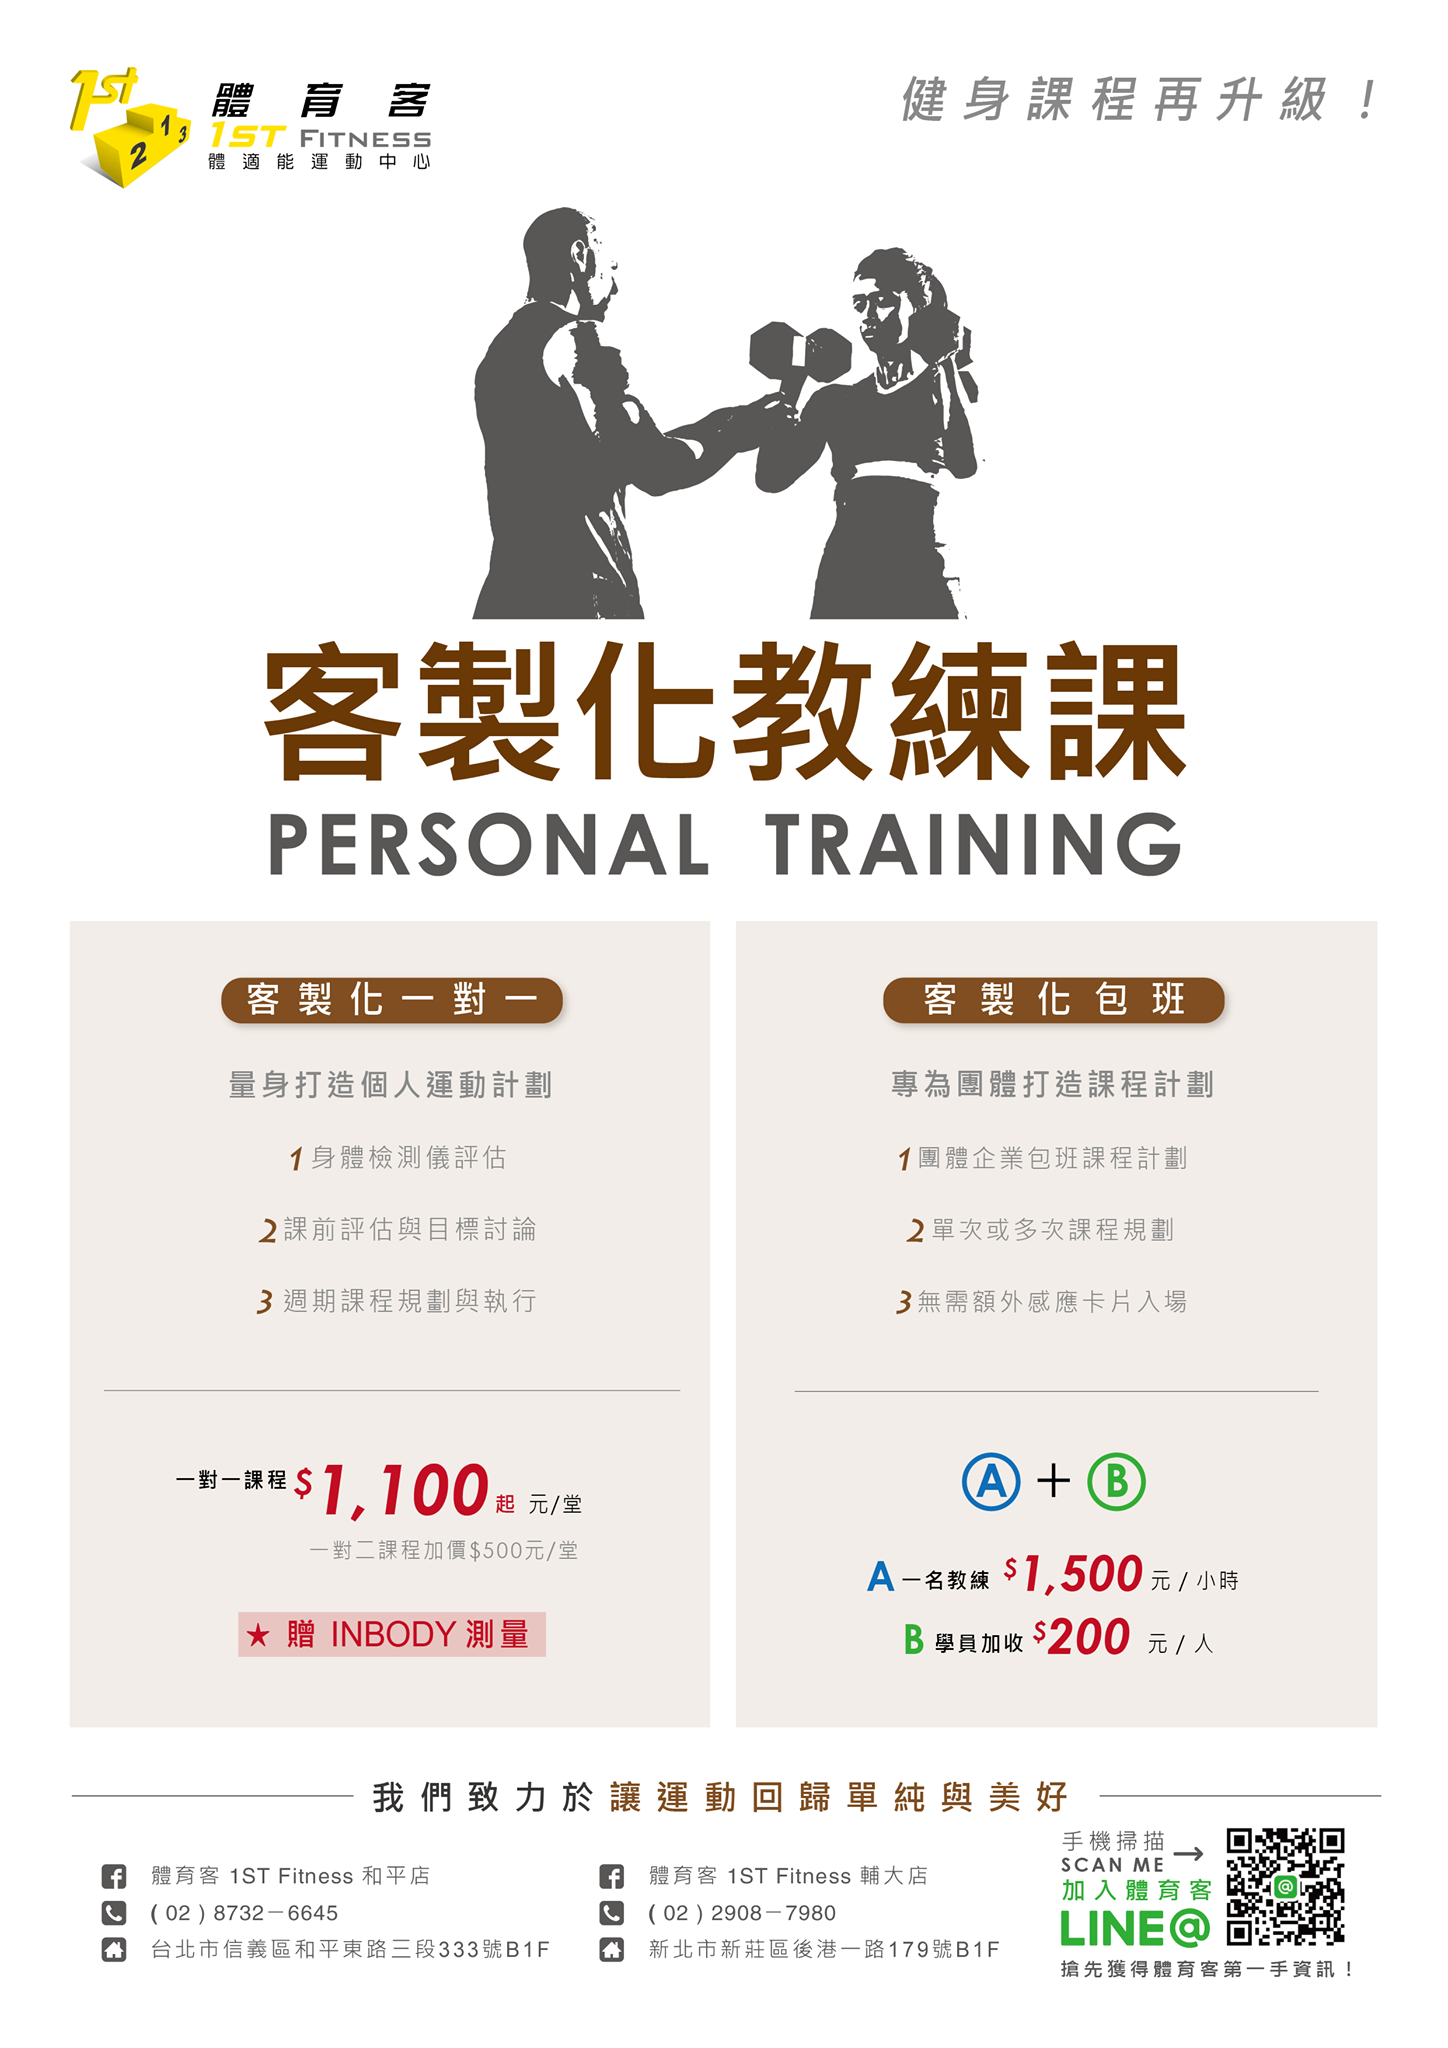 1st
1
2
3
體育客
1ST FITNESS
體適能運動中心
健身課程再升級！
客製化教練課
PERSONAL TRAINING
客製化一對一
量身打造個人運動計劃
1 身體檢測儀評估
2 課前評估與目標討論
3 週期課程規劃與執行
一對一課程 $1,100起 元/堂
一對二課程加價$500元/堂
★ 贈 INBODY 測量
客製化包班
專為團體打造課程計劃
1 團體企業包班課程計劃
2 單次或多次課程規劃
3 無需額外感應卡片入場
A + B
A 一名教練 $1,500 元 / 小時
B 學員加收 $200 元 / 人
我們致力於讓運動回歸單純與美好
體育客 1ST Fitness 和平店
( 02 ) 8732－6645
台北市信義區和平東路三段333號B1F
體育客 1ST Fitness 輔大店
( 02 ) 2908－7980
新北市新莊區後港一路179號B1F
手機掃描
SCAN ME →
加入體育客
LINE@
搶先獲得體育客第一手資訊！